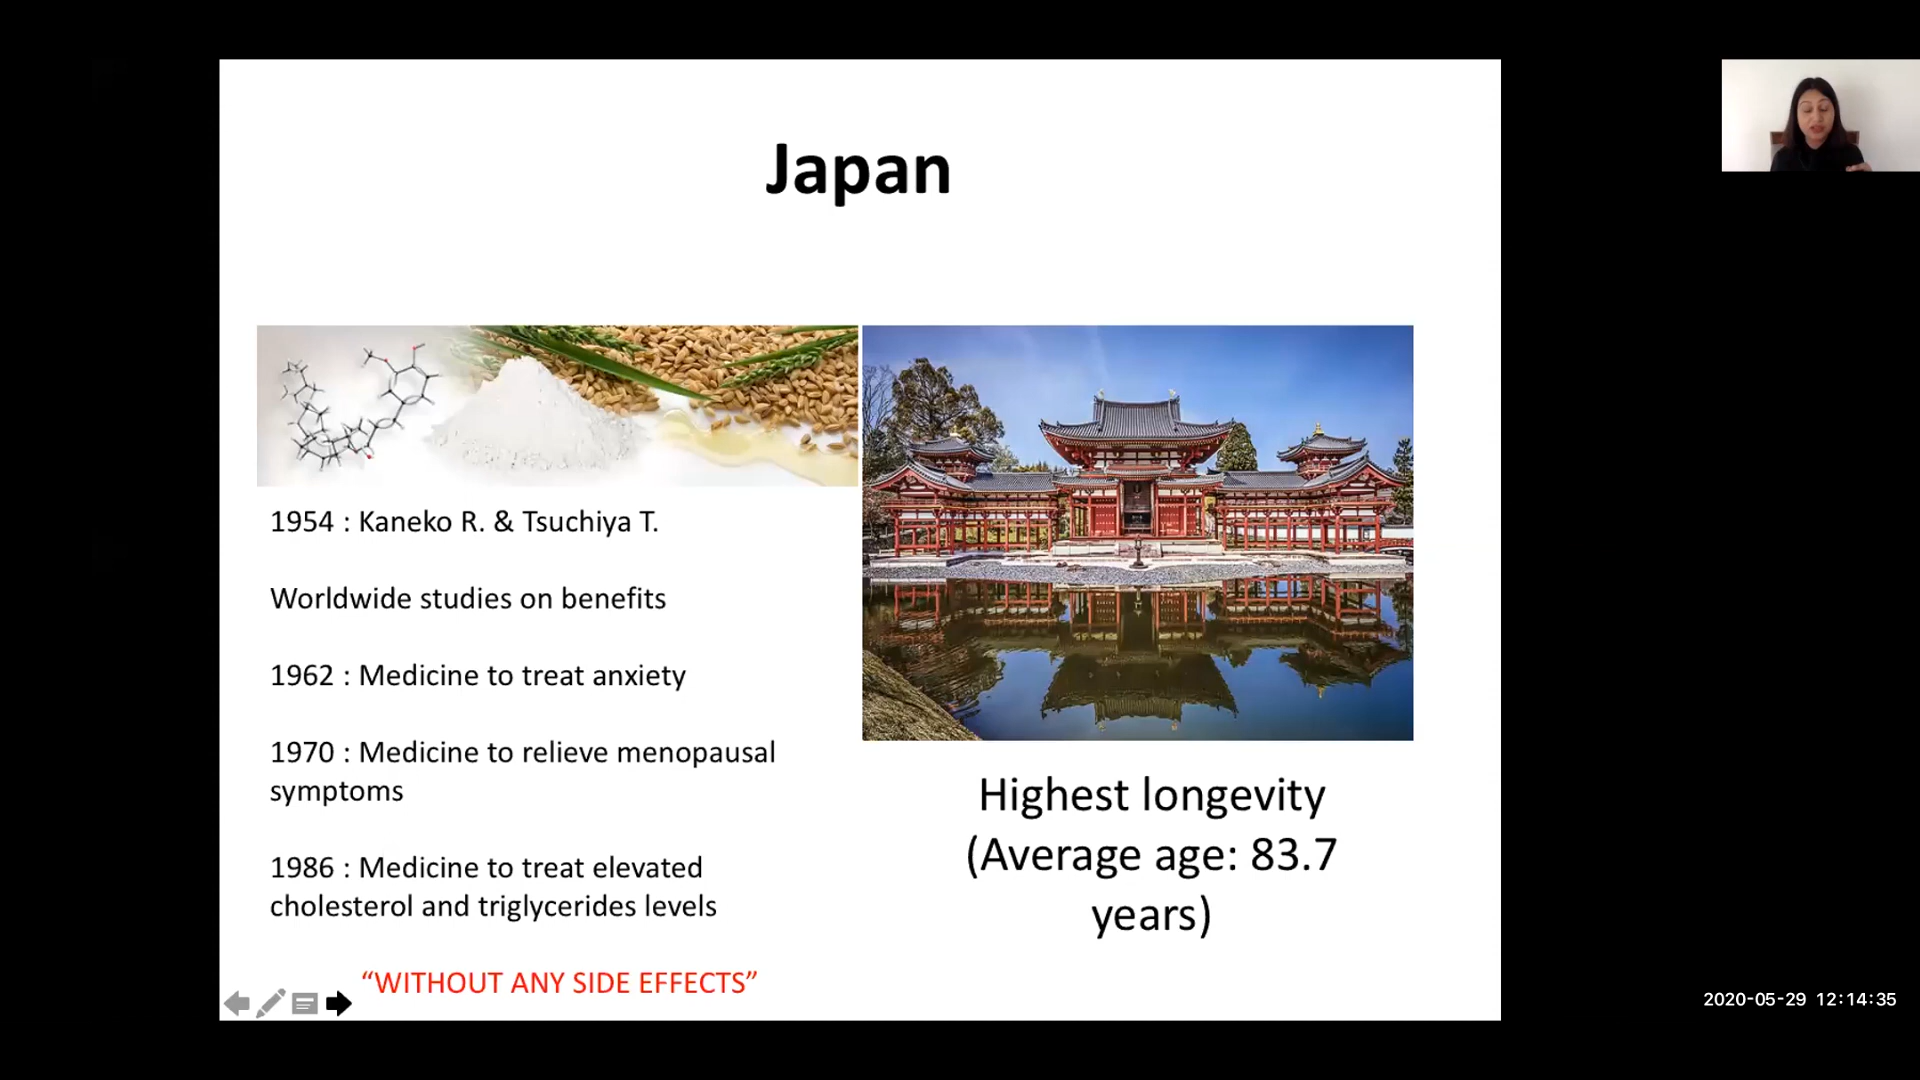 Japan
1954 : Kaneko R. & Tsuchiya T.
Worldwide studies on benefits
1962 : Medicine to treat anxiety
1970 : Medicine to relieve menopausal
symptoms
1986 : Medicine to treat elevated
cholesterol and triglycerides levels
“WITHOUT ANY SIDE EFFECTS”
Highest longevity
(Average age: 83.7
years)
2020-05-29 12:14:35